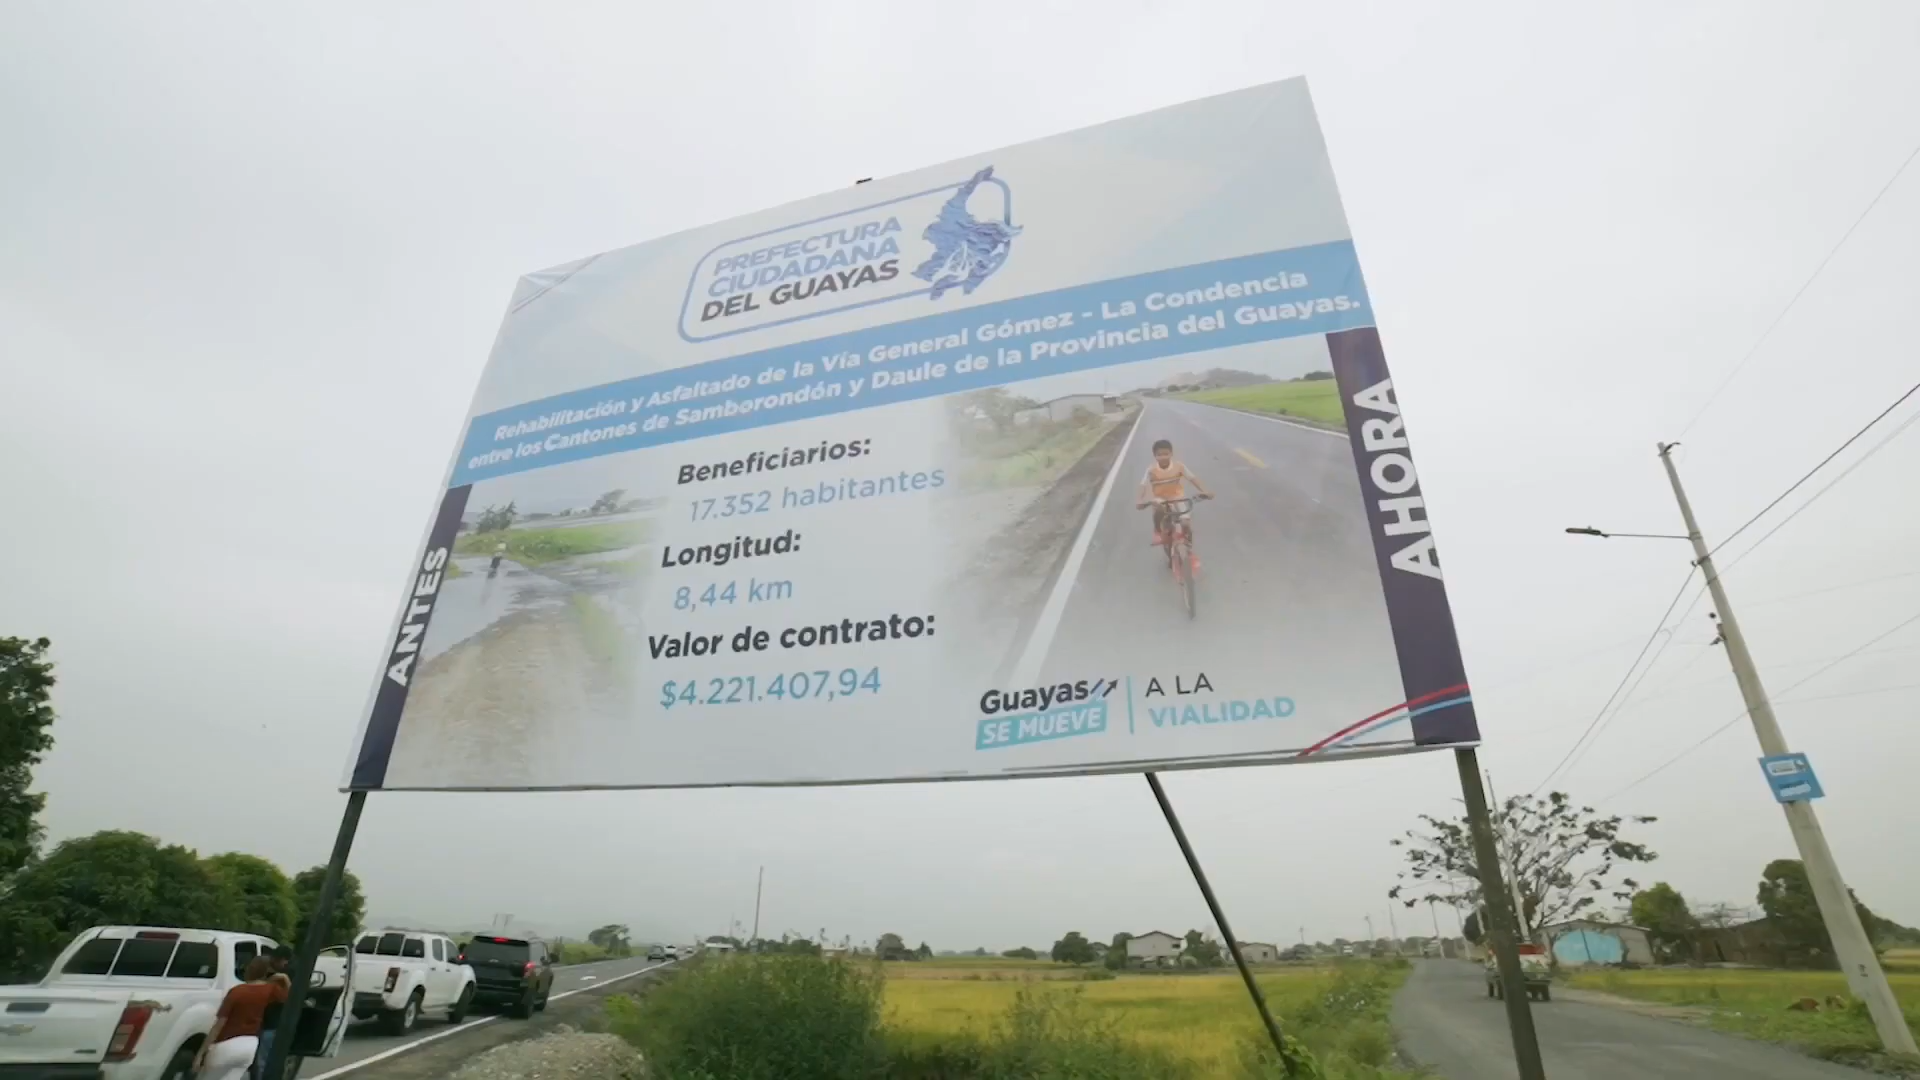 PREFECTURA
CIUDADANA
DEL GUAYAS
Rehabilitación y Asfaltado de la Vía General Gómez - La Condencia
entre los Cantones de Samborondón y Daule de la Provincia del Guayas.
ANTES
Beneficiarios:
17.352 habitantes
Longitud:
8,44 km
Valor de contrato:
$4.221.407,94
AHORA
Guayas
SE MUEVE
A LA
VIALIDAD